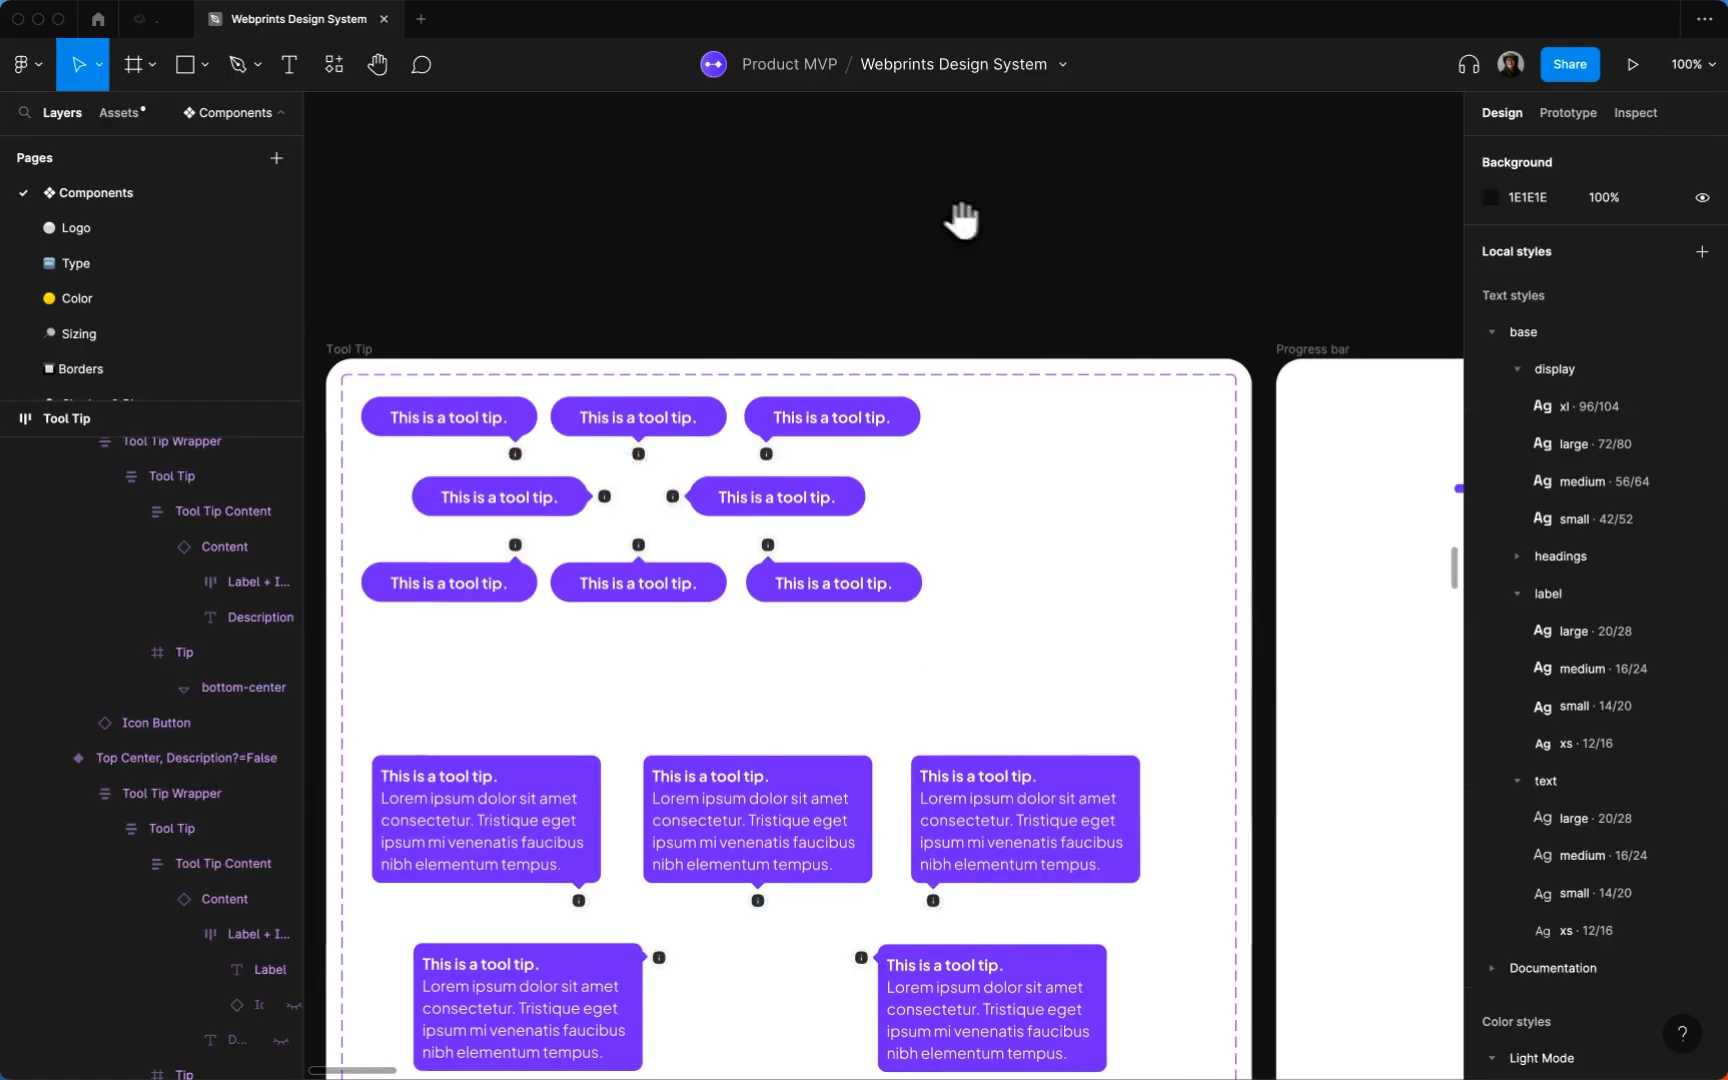 Webprints Design System
Product MVP / Webprints Design System
Share
100%
Layers
Assets
Components
Pages
Components
Logo
Type
Color
Sizing
Borders
Tool Tip
Tool Tip Wrapper
Tool Tip
Tool Tip Content
Content
Label + I...
Description
Tip
bottom-center
Icon Button
Top Center, Description?=False
Tool Tip Wrapper
Tool Tip
Tool Tip Content
Content
Label + I...
Label
D...
Tip
Tool Tip
Progress bar
This is a tool tip.
This is a tool tip.
This is a tool tip.
This is a tool tip.
This is a tool tip.
This is a tool tip.
This is a tool tip.
This is a tool tip.
This is a tool tip.
Lorem ipsum dolor sit amet
consectetur. Tristique eget
ipsum mi venenatis faucibus
nibh elementum tempus.
This is a tool tip.
Lorem ipsum dolor sit amet
consectetur. Tristique eget
ipsum mi venenatis faucibus
nibh elementum tempus.
This is a tool tip.
Lorem ipsum dolor sit amet
consectetur. Tristique eget
ipsum mi venenatis faucibus
nibh elementum tempus.
This is a tool tip.
Lorem ipsum dolor sit amet
consectetur. Tristique eget
ipsum mi venenatis faucibus
nibh elementum tempus.
This is a tool tip.
Lorem ipsum dolor sit amet
consectetur. Tristique eget
ipsum mi venenatis faucibus
nibh elementum tempus.
Design
Prototype
Inspect
Background
1E1E1E
100%
Local styles
Text styles
base
display
Ag xl · 96/104
Ag large · 72/80
Ag medium · 56/64
Ag small · 42/52
headings
label
Ag large · 20/28
Ag medium · 16/24
Ag small · 14/20
Ag xs · 12/16
text
Ag large · 20/28
Ag medium · 16/24
Ag small · 14/20
Ag xs · 12/16
Documentation
Color styles
Light Mode
?